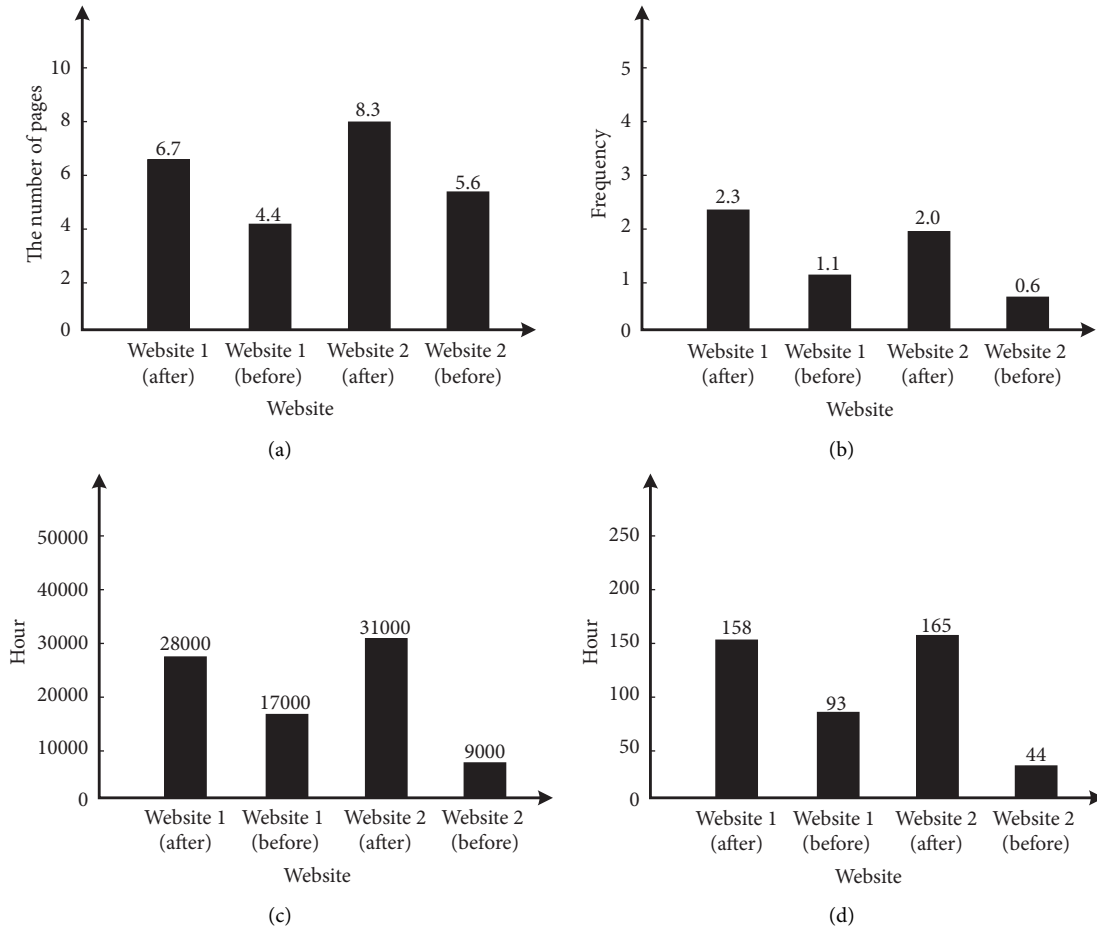 The number of pages
10
8
6
4
2
0
6.7
4.4
8.3
5.6
Website 1
(after)
Website 1
(before)
Website 2
(after)
Website 2
(before)
Website
(a)
Frequency
5
4
3
2
1
0
2.3
1.1
2.0
0.6
Website 1
(after)
Website 1
(before)
Website 2
(after)
Website 2
(before)
Website
(b)
Hour
50000
40000
30000
20000
10000
0
28000
17000
31000
9000
Website 1
(after)
Website 1
(before)
Website 2
(after)
Website 2
(before)
Website
(c)
Hour
250
200
150
100
50
0
158
93
165
44
Website 1
(after)
Website 1
(before)
Website 2
(after)
Website 2
(before)
Website
(d)